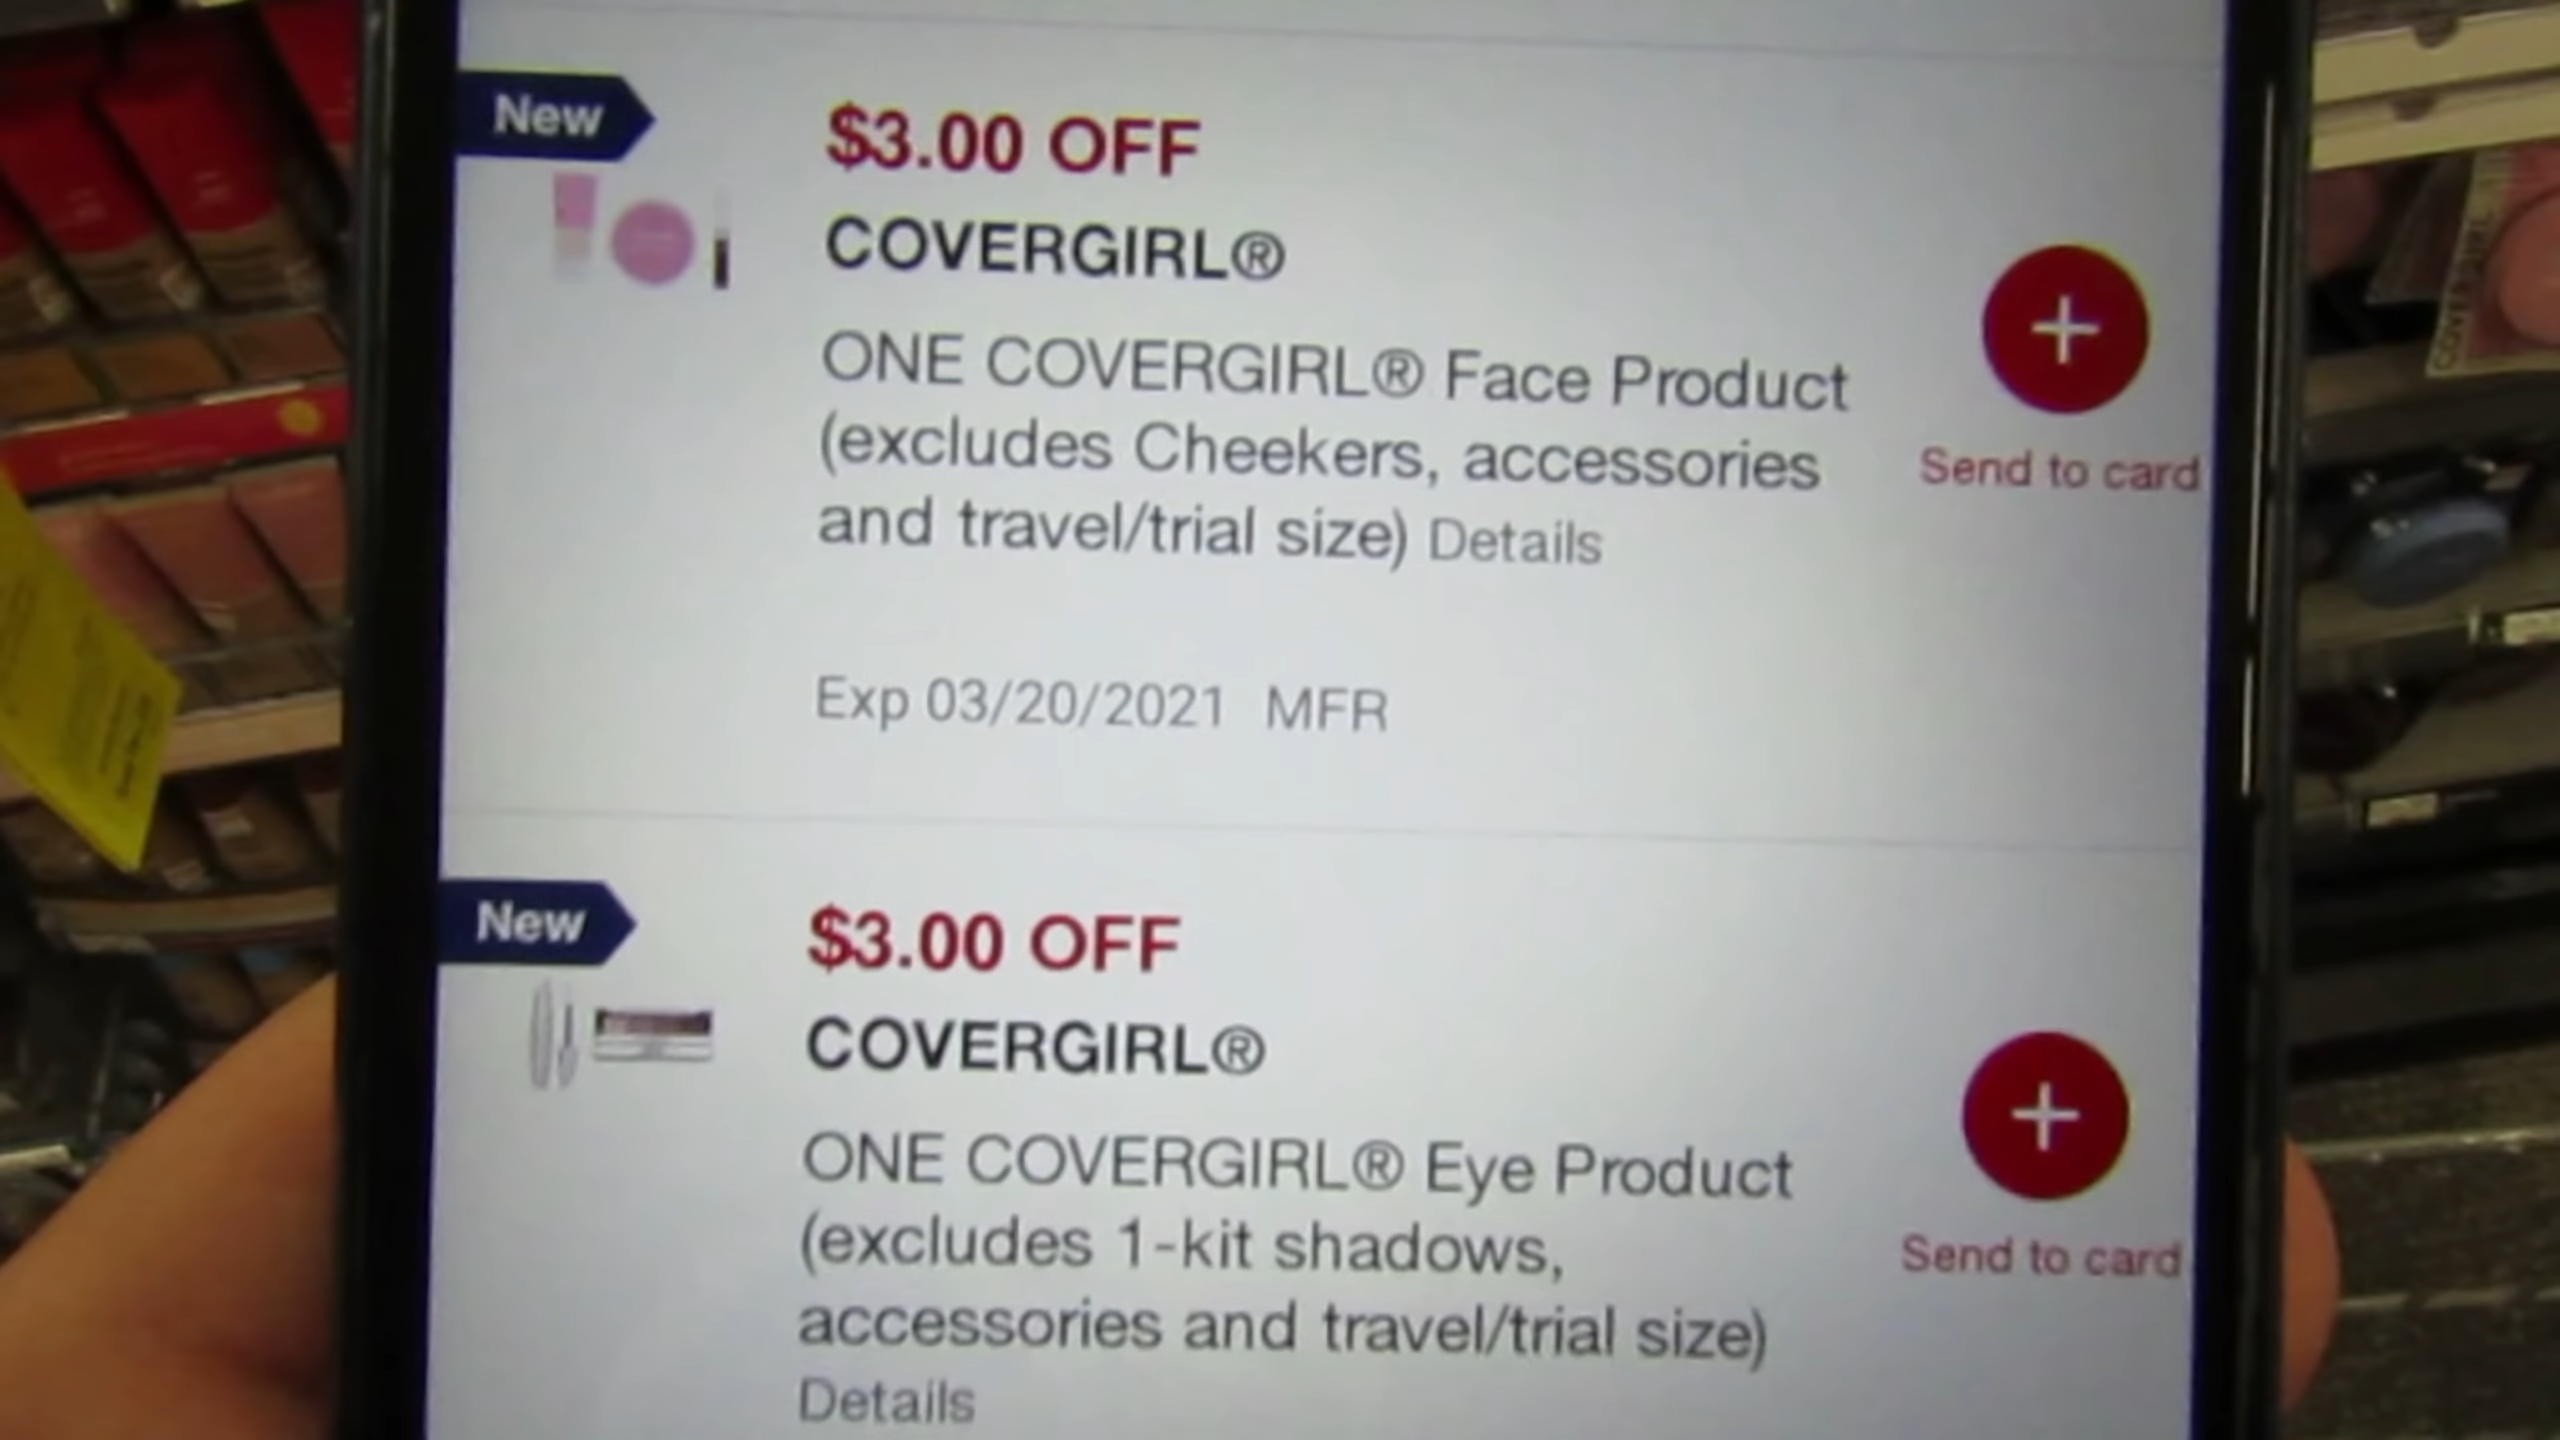 New
$3.00 OFF
COVERGIRL®
ONE COVERGIRL® Face Product
(excludes Cheekers, accessories
and travel/trial size) Details
Send to card
Exp 03/20/2021 MFR
New
$3.00 OFF
COVERGIRL®
ONE COVERGIRL® Eye Product
(excludes 1-kit shadows,
accessories and travel/trial size)
Details
Send to card
COVERGIRL